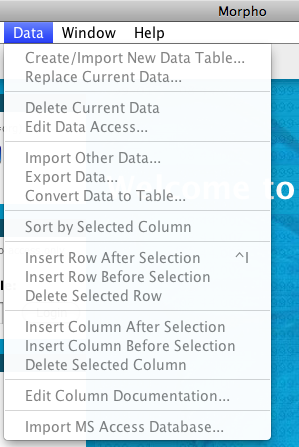 Morpho
Data Window Help
Create/Import New Data Table...
Replace Current Data...
Delete Current Data
Edit Data Access...
Import Other Data...
Export Data...
Convert Data to Table...
Welcome to
Sort by Selected Column
Insert Row After Selection ^I
Insert Row Before Selection
Delete Selected Row
Insert Column After Selection
Insert Column Before Selection
Delete Selected Column
Edit Column Documentation...
Import MS Access Database...